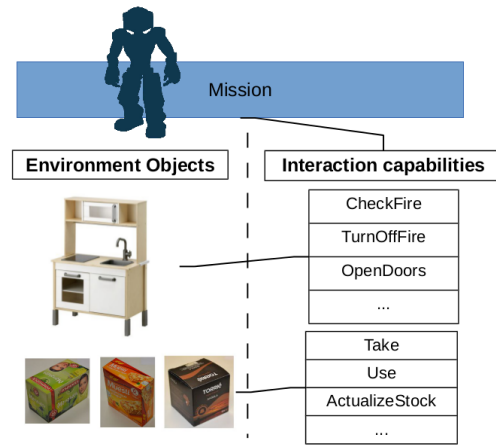 Mission
Environment Objects
Interaction capabilities
CheckFire
TurnOffFire
OpenDoors
...
Take
Use
ActualizeStock
...